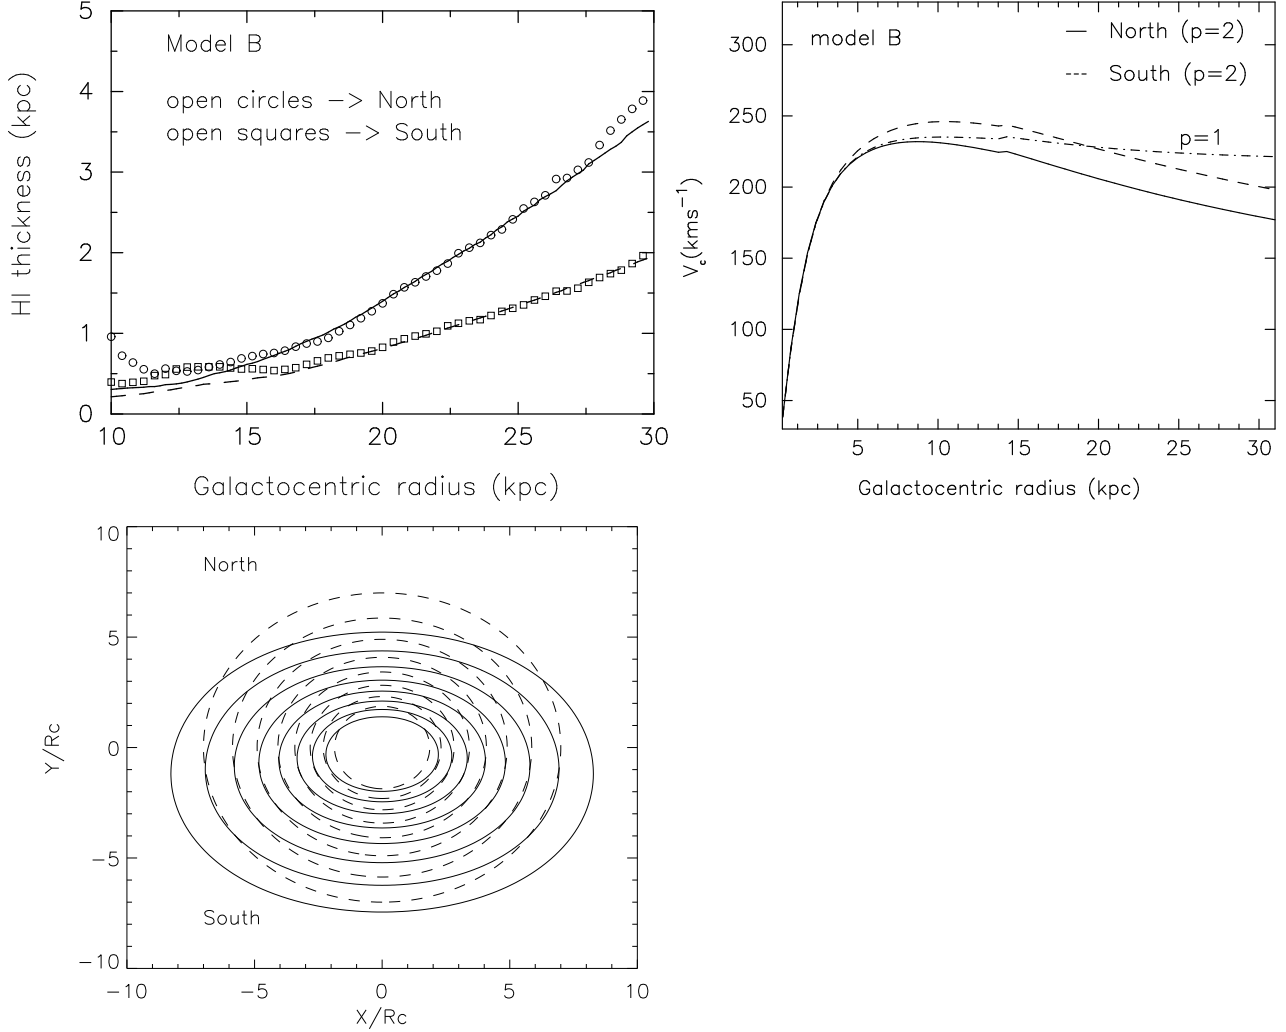 5
4
3
2
1
0
HI thickness (kpc)
Model B
open circles −> North
open squares −> South
10
15
20
25
30
Galactocentric radius (kpc)
300
250
200
150
100
50
V_c(kms^−1)
model B
North (p=2)
South (p=2)
p=1
5
10
15
20
25
30
Galactocentric radius (kpc)
10
5
0
−5
−10
Y/Rc
North
South
−10
−5
0
5
10
X/Rc